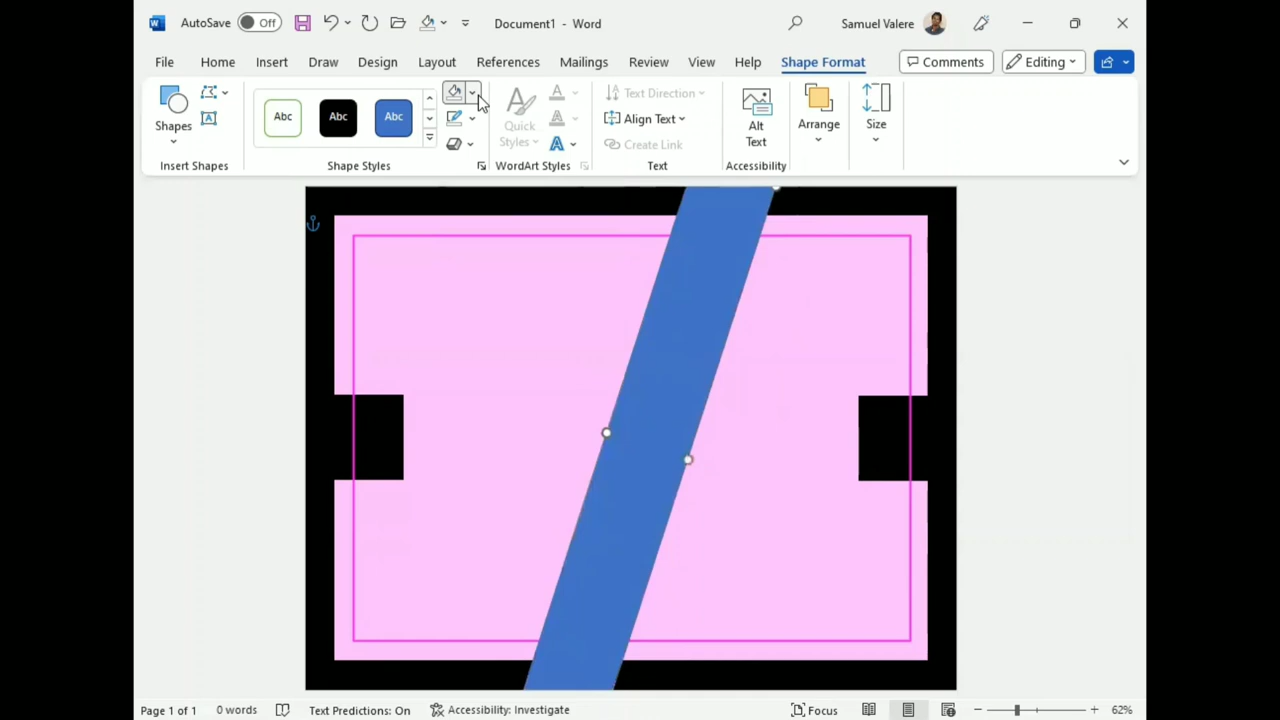 AutoSave Off Document1 - Word Samuel Valere
File Home Insert Draw Design Layout References Mailings Review View Help Shape Format Comments Editing
Shapes
Insert Shapes
Abc Abc Abc
Shape Styles
Quick
Styles
WordArt Styles
Text Direction
Align Text
Create Link
Text
Alt
Text
Accessibility
Arrange
Size
Page 1 of 1 0 words Text Predictions: On Accessibility: Investigate Focus 62%